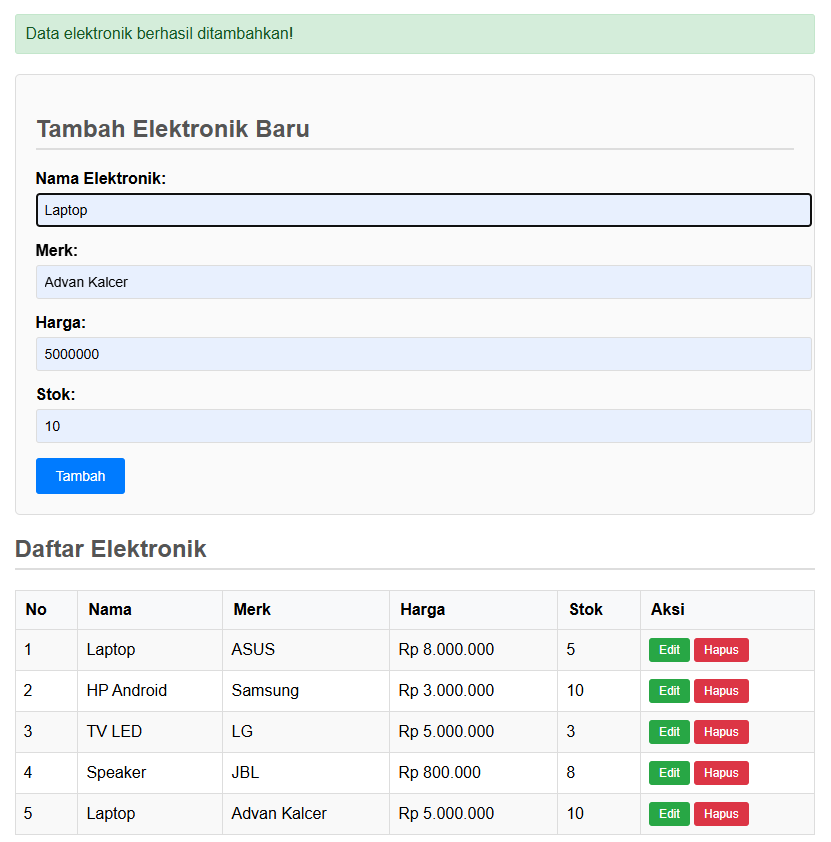 Data elektronik berhasil ditambahkan!
Tambah Elektronik Baru
Nama Elektronik:
Laptop
Merk:
Advan Kalcer
Harga:
5000000
Stok:
10
Tambah
Daftar Elektronik
No Nama Merk Harga Stok Aksi
1 Laptop ASUS Rp 8.000.000 5 Edit Hapus
2 HP Android Samsung Rp 3.000.000 10 Edit Hapus
3 TV LED LG Rp 5.000.000 3 Edit Hapus
4 Speaker JBL Rp 800.000 8 Edit Hapus
5 Laptop Advan Kalcer Rp 5.000.000 10 Edit Hapus